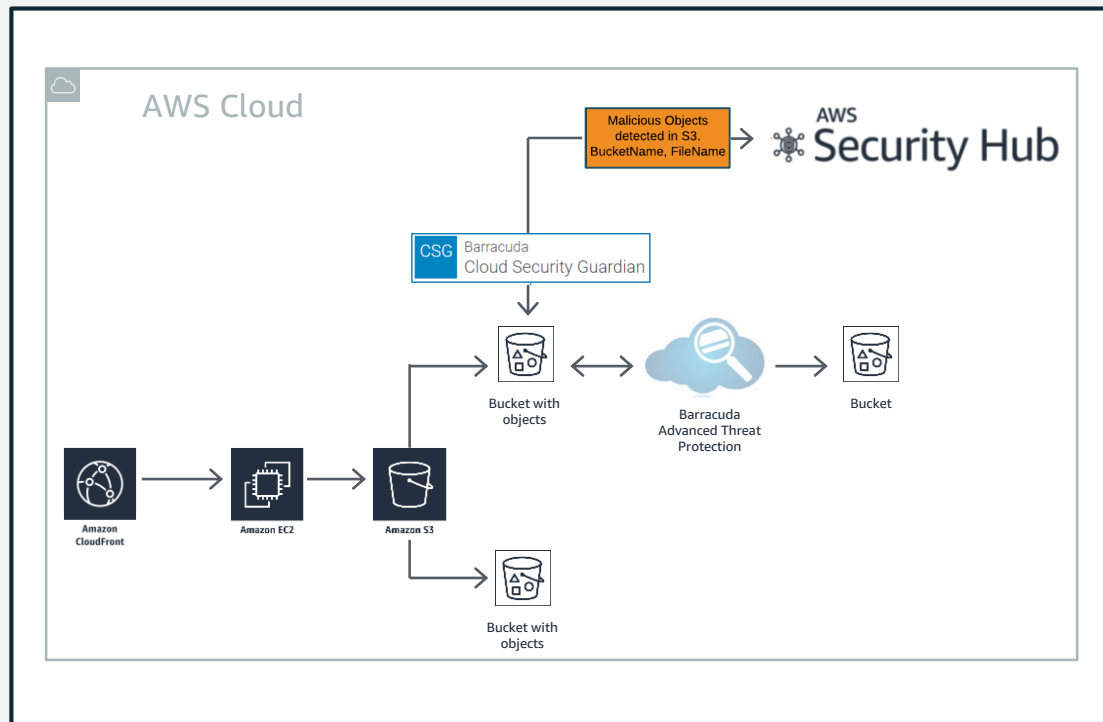 AWS Cloud
Malicious Objects
detected in S3.
BucketName, FileName
AWS
Security Hub
CSG
Barracuda
Cloud Security Guardian
Bucket with
objects
Barracuda
Advanced Threat
Protection
Bucket
Amazon
CloudFront
Amazon EC2
Amazon S3
Bucket with
objects